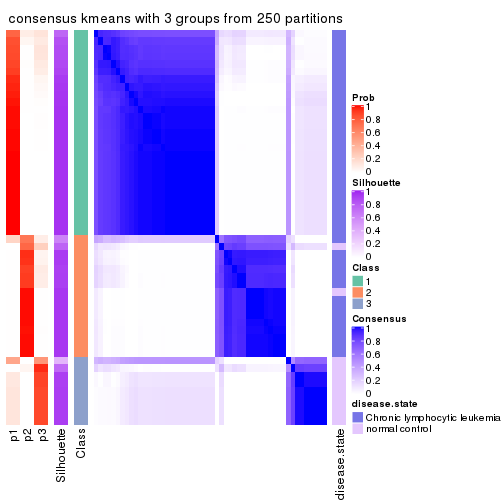 consensus kmeans with 3 groups from 250 partitions
Prob
1
0.8
0.6
0.4
0.2
0
Silhouette
1
0.8
0.6
0.4
0.2
0
Class
1
2
3
Consensus
1
0.8
0.6
0.4
0.2
0
disease.state
Chronic lymphocytic leukemia
normal control
p1
p2
p3
Silhouette
Class
disease.state